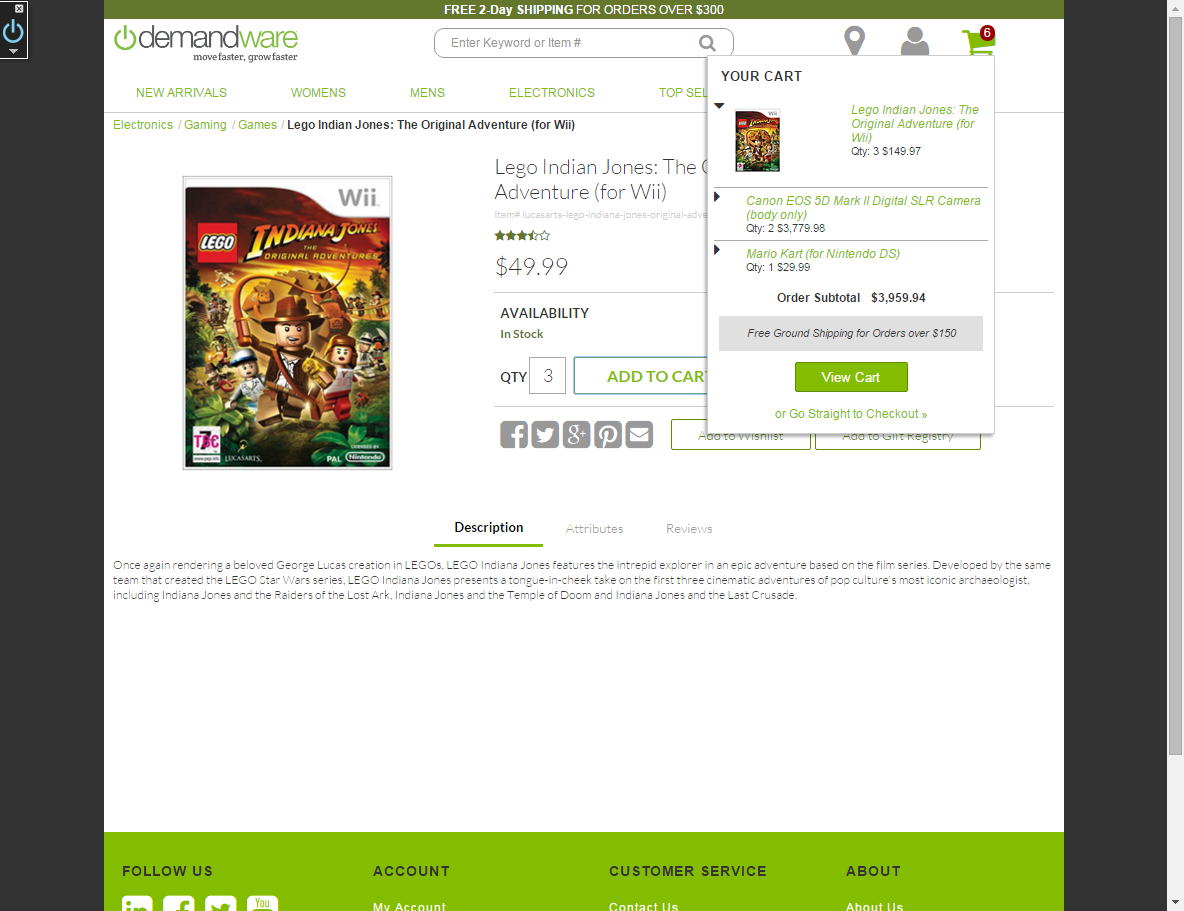 FREE 2-Day SHIPPING FOR ORDERS OVER $300
demandware
move faster, grow faster
Enter Keyword or Item #
6
NEW ARRIVALS WOMENS MENS ELECTRONICS TOP SEL
Electronics / Gaming / Games / Lego Indian Jones: The Original Adventure (for Wii)
Wii
LEGO
INDIANA JONES
THE
ORIGINAL ADVENTURES
LUCASARTS
LICENSED BY
PAL Nintendo
Lego Indian Jones: The O
Adventure (for Wii)
Item# lucasarts-lego-indiana-jones-original-adve
$49.99
AVAILABILITY
In Stock
QTY 3 ADD TO CAR
Add to Wishlist Add to Gift Registry
YOUR CART
Lego Indian Jones: The
Original Adventure (for
Wii)
Qty: 3 $149.97
Canon EOS 5D Mark II Digital SLR Camera
(body only)
Qty: 2 $3,779.98
Mario Kart (for Nintendo DS)
Qty: 1 $29.99
Order Subtotal $3,959.94
Free Ground Shipping for Orders over $150
View Cart
or Go Straight to Checkout »
Description Attributes Reviews
Once again rendering a beloved George Lucas creation in LEGOs, LEGO Indiana Jones features the intrepid explorer in an epic adventure based on the film series. Developed by the same
team that created the LEGO Star Wars series, LEGO Indiana Jones presents a tongue-in-cheek take on the first three cinematic adventures of pop culture's most iconic archaeologist,
including Indiana Jones and the Raiders of the Lost Ark, Indiana Jones and the Temple of Doom and Indiana Jones and the Last Crusade.
FOLLOW US ACCOUNT CUSTOMER SERVICE ABOUT
You
My Account Contact Us About Us